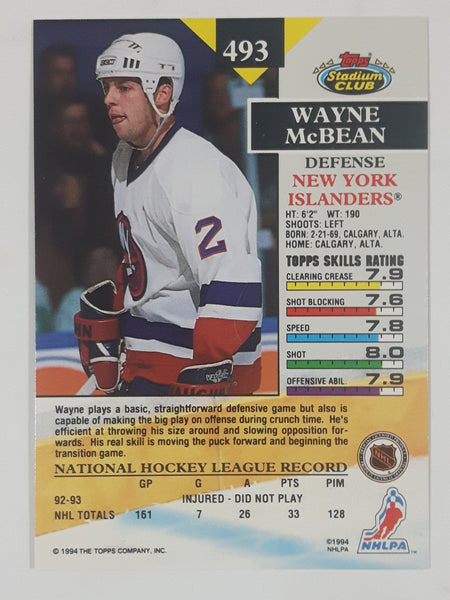 493
TOPPS
Stadium
CLUB
WAYNE
McBEAN
DEFENSE
NEW YORK
ISLANDERS®
HT: 6'2" WT: 190
SHOOTS: LEFT
BORN: 2-21-69, CALGARY, ALTA.
HOME: CALGARY, ALTA.
TOPPS SKILLS RATING
CLEARING CREASE 7.9
SHOT BLOCKING 7.6
SPEED 7.8
SHOT 8.0
OFFENSIVE ABIL. 7.9
2
Wayne plays a basic, straightforward defensive game but also is
capable of making the big play on offense during crunch time. He's
efficient at throwing his size around and slowing opposition for-
wards. His real skill is moving the puck forward and beginning the
transition game.
NATIONAL HOCKEY LEAGUE RECORD
GP G A PTS PIM
92-93 INJURED - DID NOT PLAY
NHL TOTALS 161 7 26 33 128
NHL
NHLPA
© 1994 THE TOPPS COMPANY, INC.
©1994
NHLPA